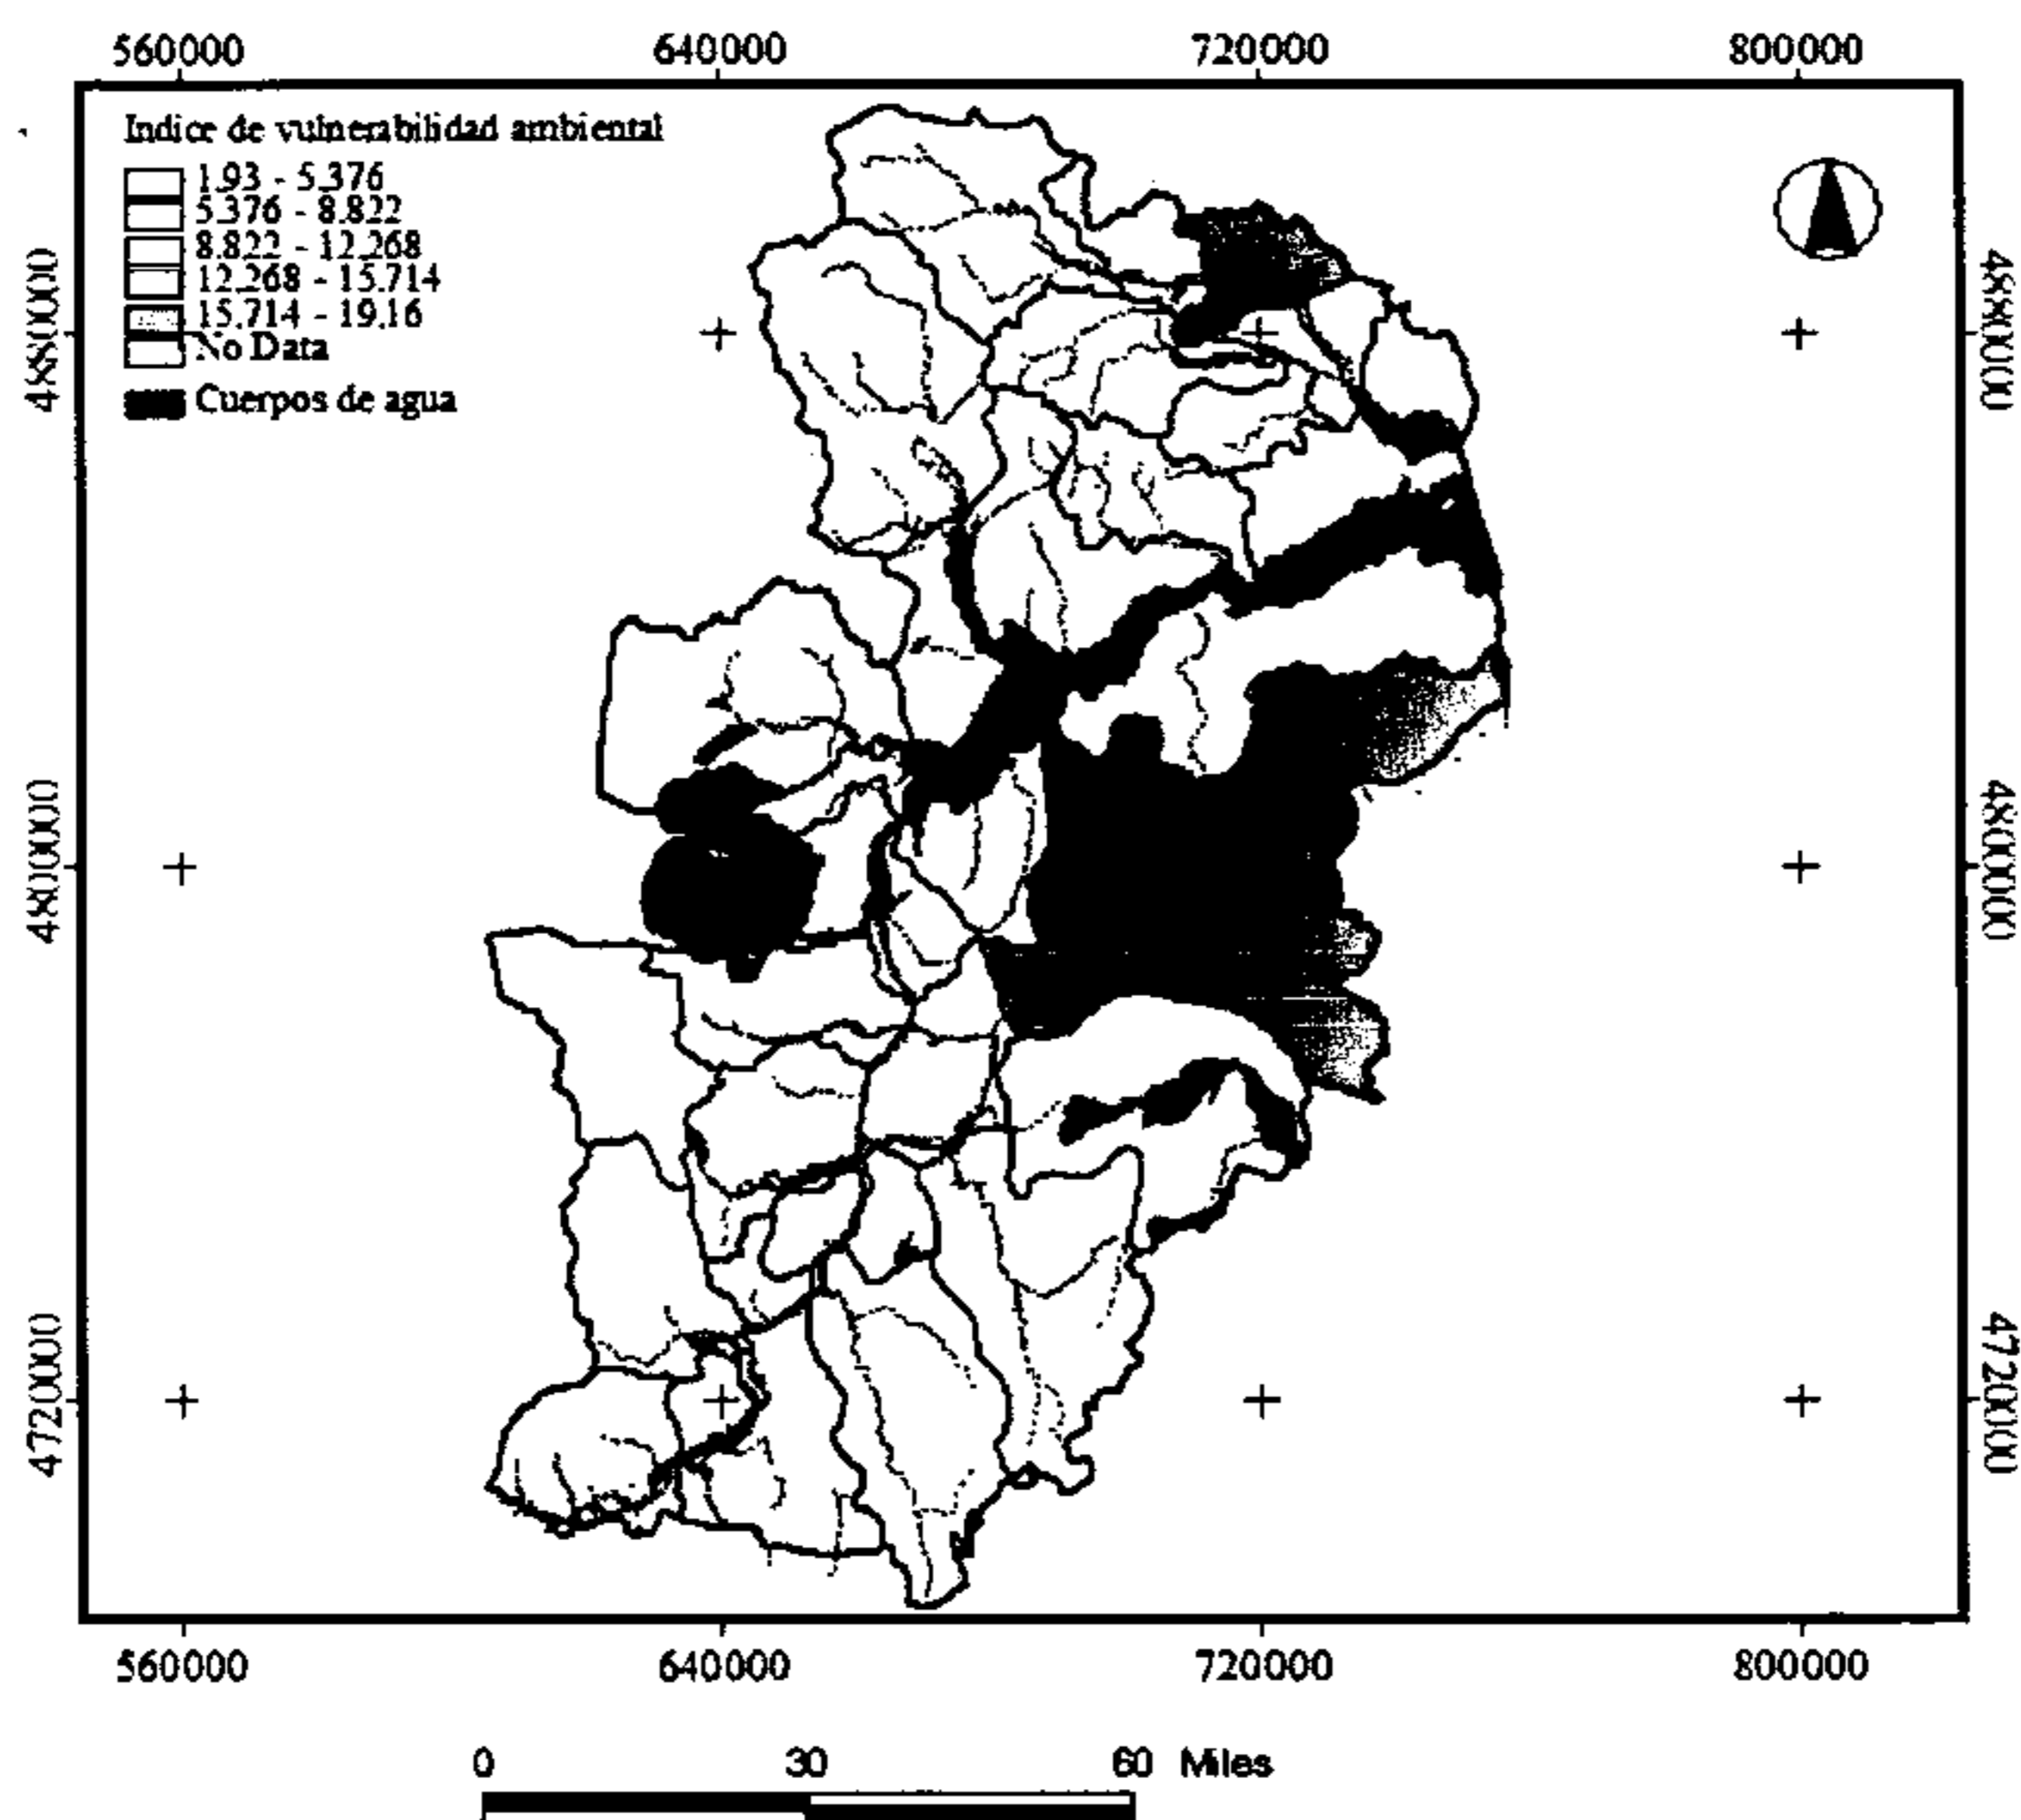 560000 640000 720000 800000
Indice de vulnerabilidad ambiental
1.93 - 5.376
5.376 - 8.822
8.822 - 12.268
12.268 - 15.714
15.714 - 19.16
No Data
Cuerpos de agua
4880000 4880000
4800000 4800000
4720000 4720000
560000 640000 720000 800000
0 30 60 Miles